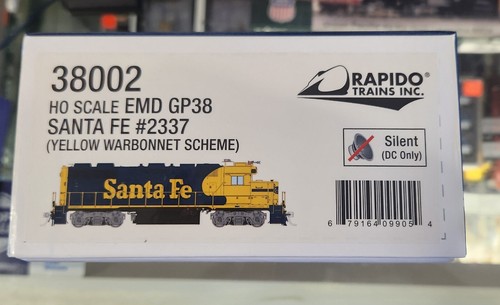 38002
HO SCALE EMD GP38
SANTA FE #2337
(YELLOW WARBONNET SCHEME)
RAPIDO®
TRAINS INC.
Silent
(DC Only)
Santa Fe
6 79164 09905 4